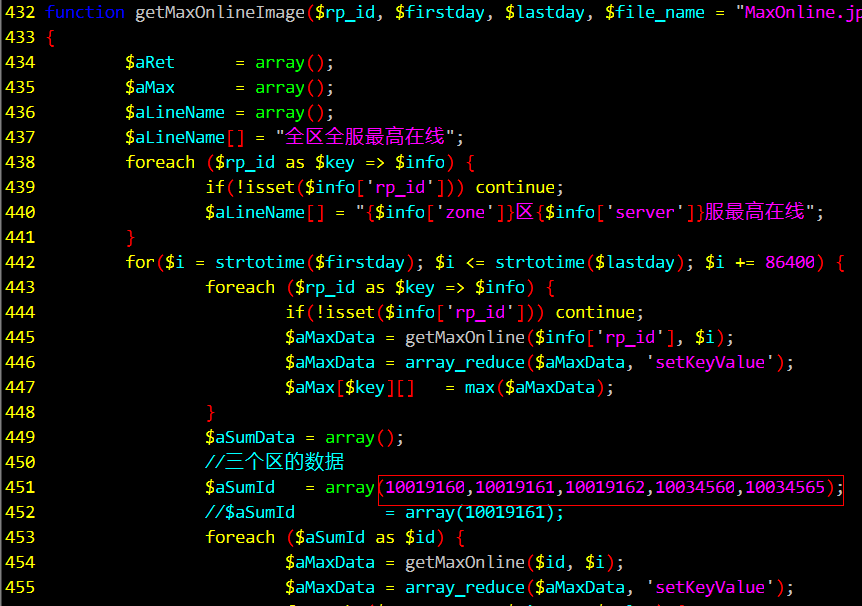 432 function getMaxOnlineImage($rp_id, $firstday, $lastday, $file_name = "MaxOnline.jp
433 {
434         $aRet      = array();
435         $aMax      = array();
436         $aLineName = array();
437         $aLineName[] = "全区全服最高在线";
438         foreach ($rp_id as $key => $info) {
439                 if(!isset($info['rp_id'])) continue;
440                 $aLineName[] = "{$info['zone']}区{$info['server']}服最高在线";
441         }
442         for($i = strtotime($firstday); $i <= strtotime($lastday); $i += 86400) {
443                 foreach ($rp_id as $key => $info) {
444                         if(!isset($info['rp_id'])) continue;
445                         $aMaxData = getMaxOnline($info['rp_id'], $i);
446                         $aMaxData = array_reduce($aMaxData, 'setKeyValue');
447                         $aMax[$key][]   = max($aMaxData);
448                 }
449                 $aSumData = array();
450                 //三个区的数据
451                 $aSumId   = array(10019160,10019161,10019162,10034560,10034565);
452                 //$aSumId         = array(10019161);
453                 foreach ($aSumId as $id) {
454                         $aMaxData = getMaxOnline($id, $i);
455                         $aMaxData = array_reduce($aMaxData, 'setKeyValue');